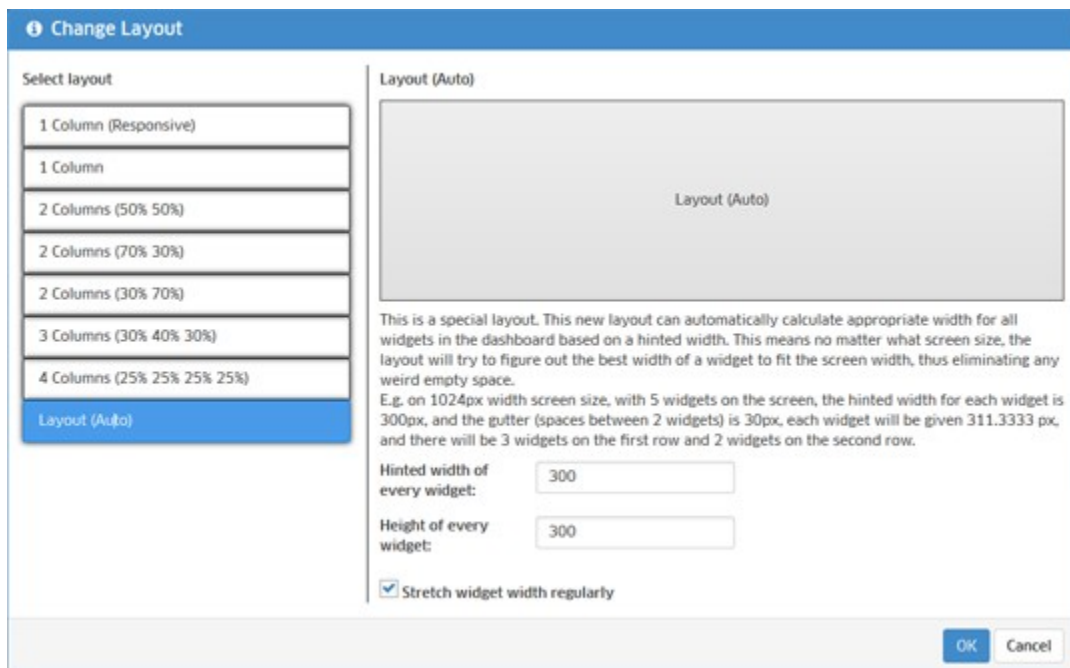 Change Layout
Select layout
1 Column (Responsive)
1 Column
2 Columns (50% 50%)
2 Columns (70% 30%)
2 Columns (30% 70%)
3 Columns (30% 40% 30%)
4 Columns (25% 25% 25% 25%)
Layout (Auto)
Layout (Auto)
Layout (Auto)
This is a special layout. This new layout can automatically calculate appropriate width for all
widgets in the dashboard based on a hinted width. This means no matter what screen size, the
layout will try to figure out the best width of a widget to fit the screen width, thus eliminating any
weird empty space.
E.g. on 1024px width screen size, with 5 widgets on the screen, the hinted width for each widget is
300px, and the gutter (spaces between 2 widgets) is 30px, each widget will be given 311.3333 px,
and there will be 3 widgets on the first row and 2 widgets on the second row.
Hinted width of
every widget:
300
Height of every
widget:
300
Stretch widget width regularly
OK
Cancel